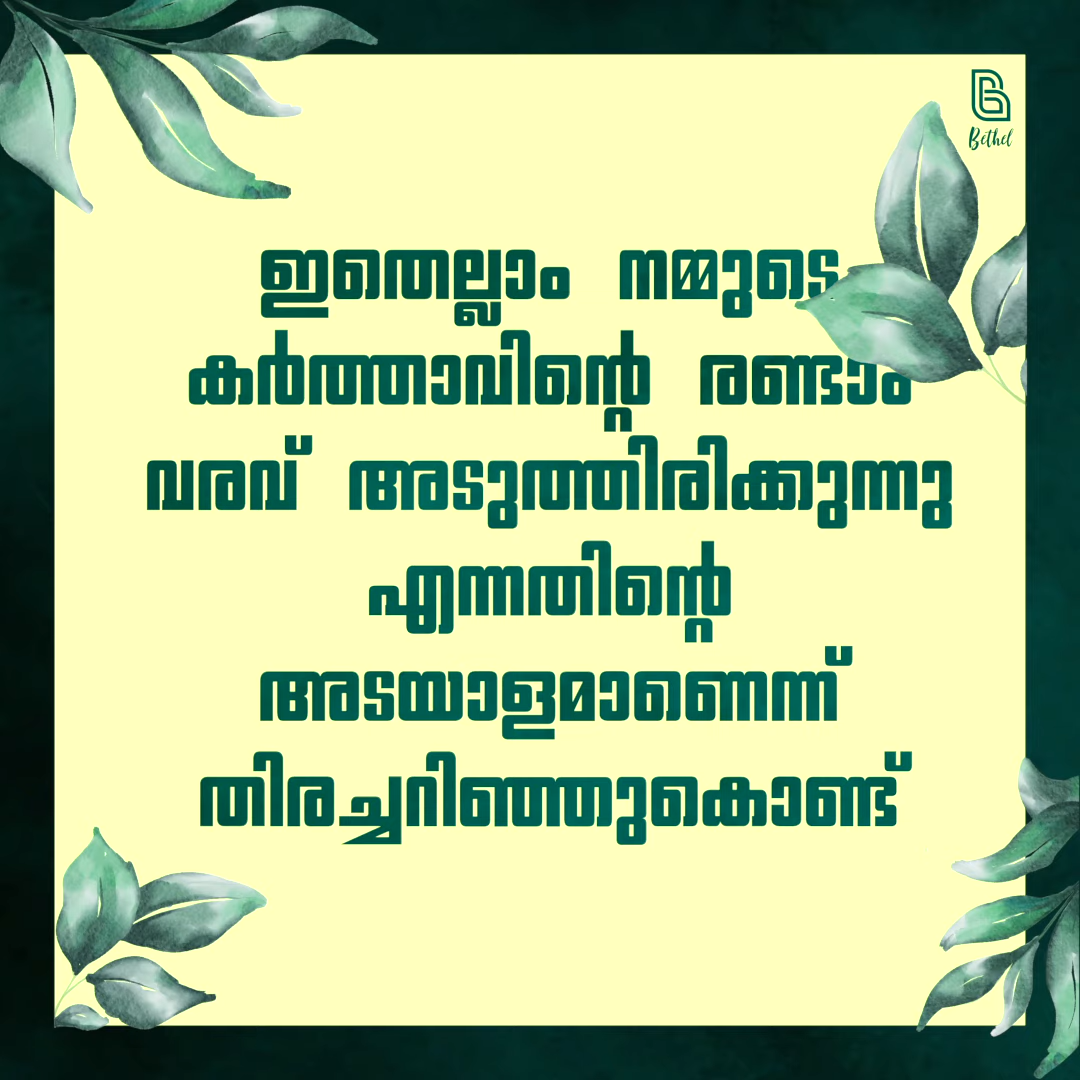 Bethel
ഇതെല്ലാം നമ്മുടെ
കർത്താവിന്റെ രണ്ടാം
വരവ് അടുത്തിരിക്കുന്നു
എന്നതിന്റെ
അടയാളമാണെന്ന്
തിരച്ചറിഞ്ഞുകൊണ്ട്